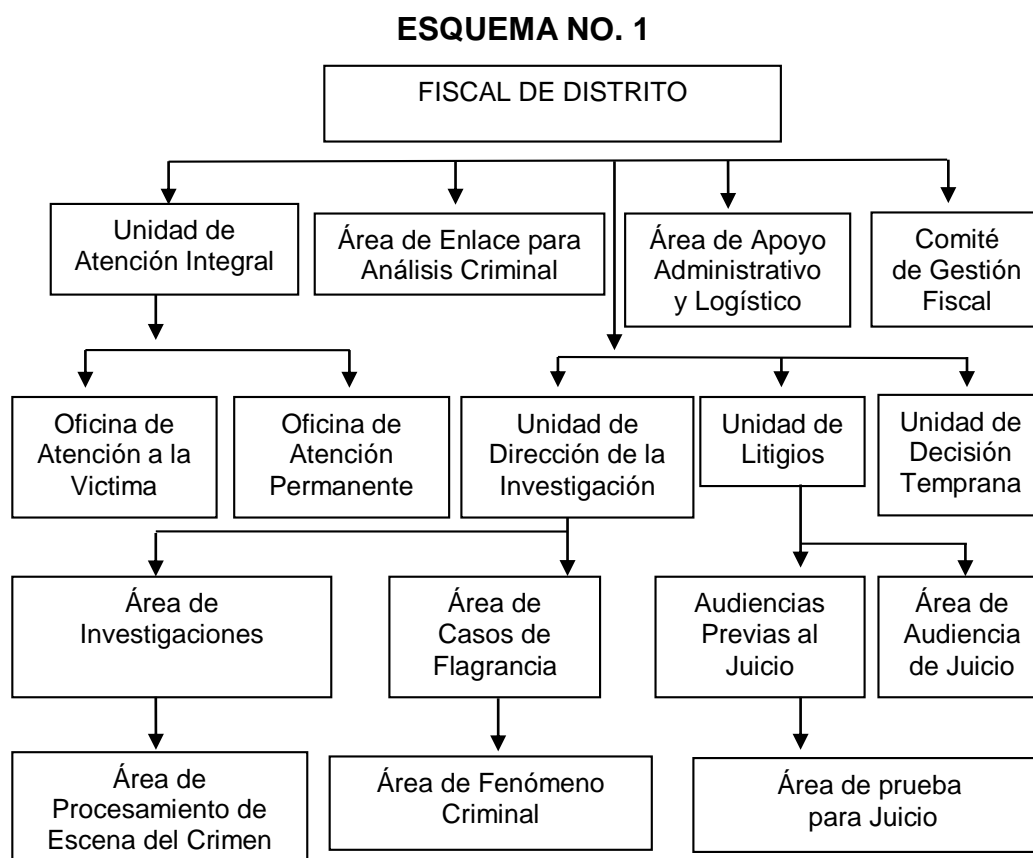 ESQUEMA NO. 1
FISCAL DE DISTRITO
Unidad de
Atención Integral
Área de Enlace para
Análisis Criminal
Área de Apoyo
Administrativo
y Logístico
Comité
de Gestión
Fiscal
Oficina de
Atención a la
Victima
Oficina de
Atención
Permanente
Unidad de
Dirección de la
Investigación
Unidad de
Litigios
Unidad de
Decisión
Temprana
Área de
Investigaciones
Área de
Casos de
Flagrancia
Audiencias
Previas al
Juicio
Área de
Audiencia
de Juicio
Área de
Procesamiento de
Escena del Crimen
Área de Fenómeno
Criminal
Área de prueba
para Juicio